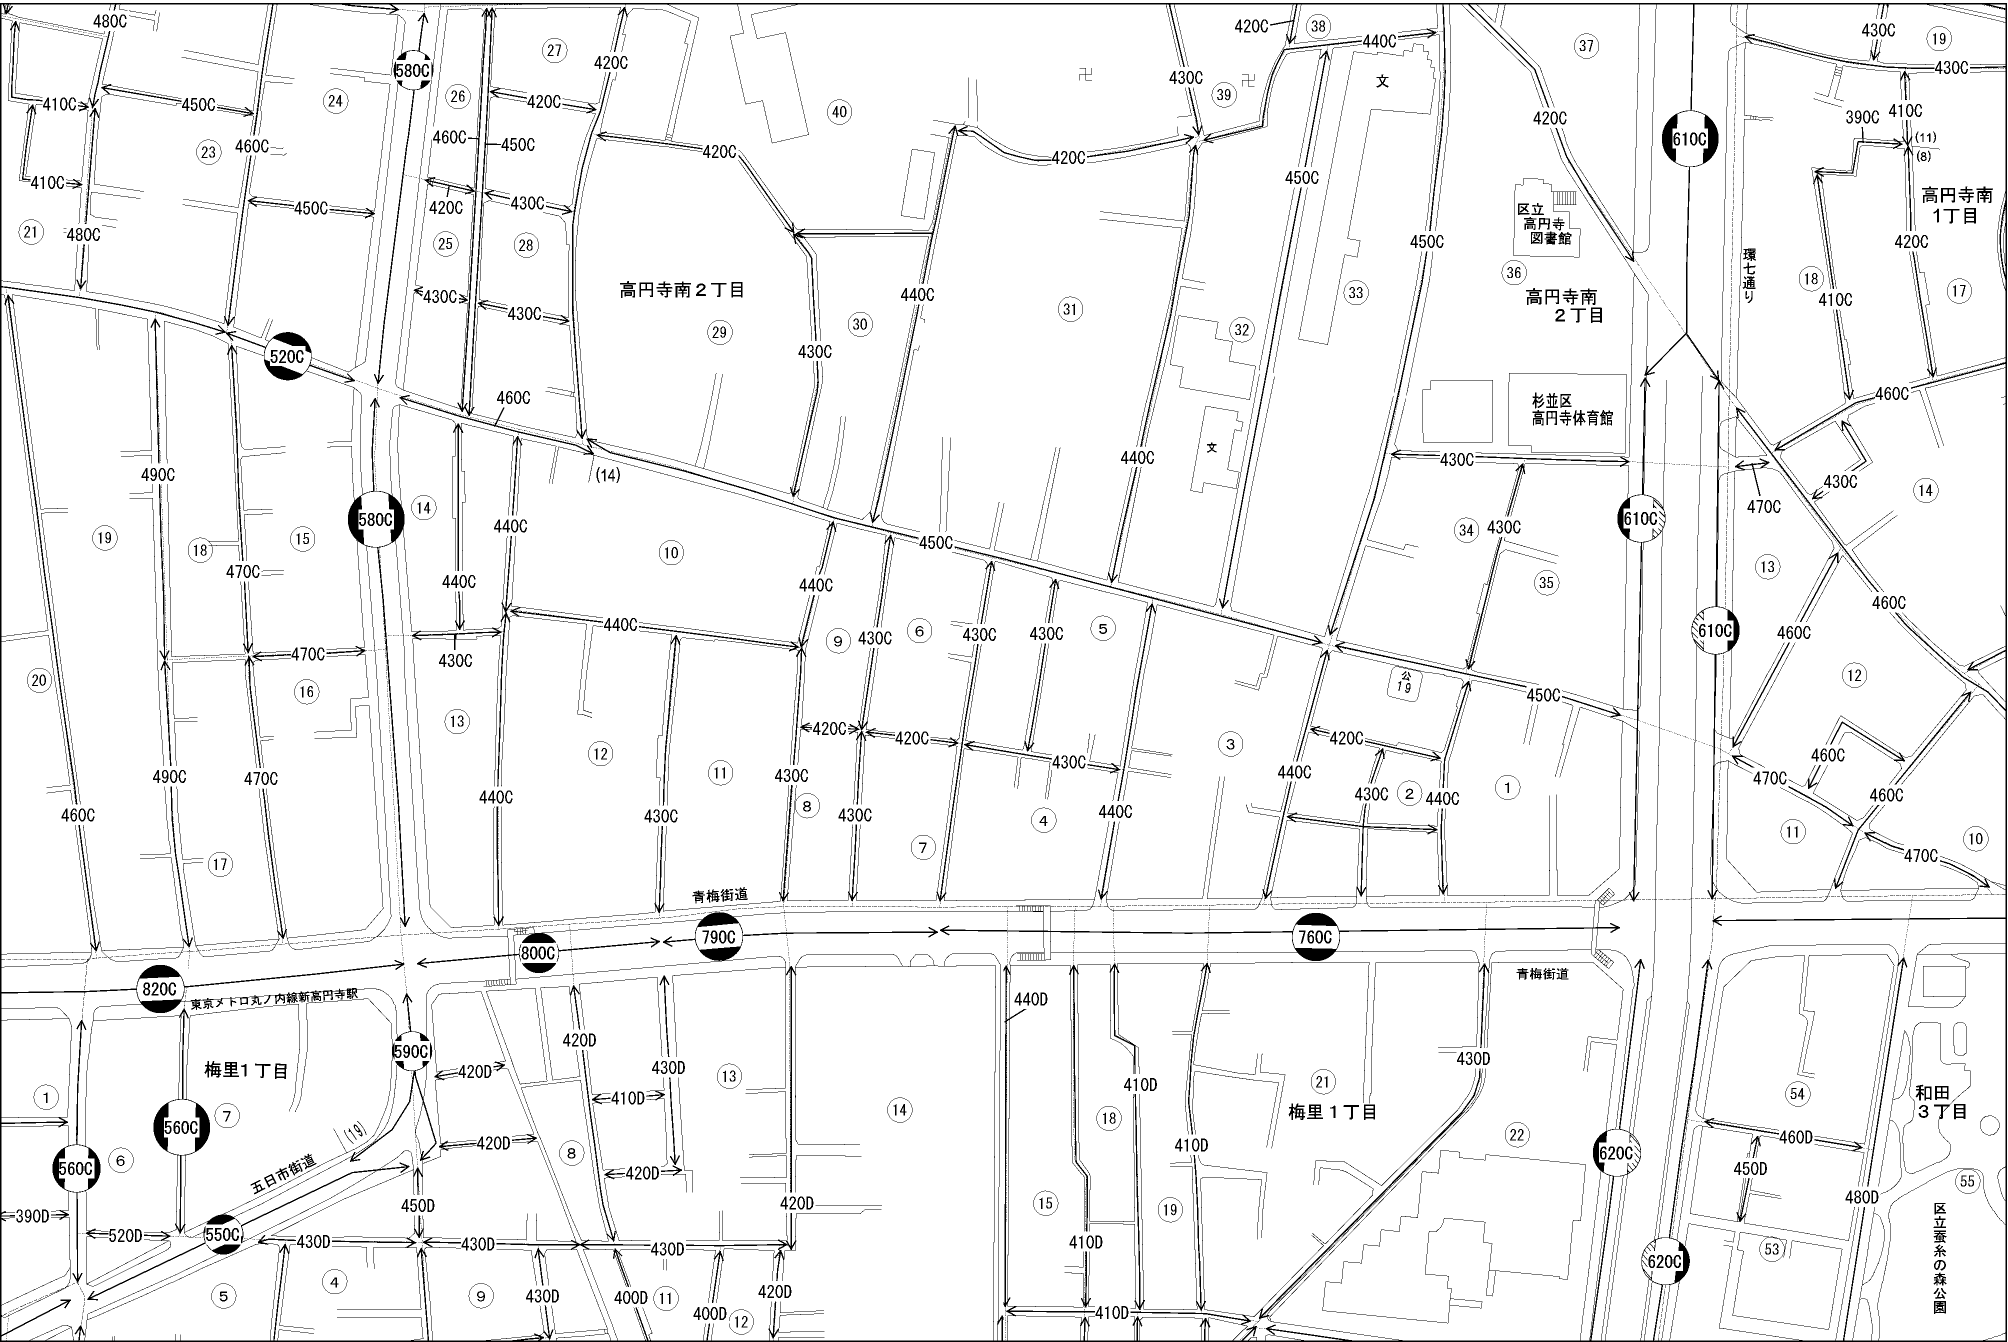 480C
420C
38
440C
37
430C
19
430C
580C
27
420C
26
420C
24
410C
450C
40
430C
39
文
420C
610C
410C
390C
(11)
(8)
460C
450C
23
460C
420C
420C
450C
410C
450C
420C
430C
高円寺南
1丁目
区立
高円寺
図書館
21
480C
25
28
450C
420C
36
環七通り
18
410C
17
430C
430C
高円寺南2丁目
29
30
440C
31
32
33
高円寺南
2丁目
520C
430C
460C
460C
杉並区
高円寺体育館
文
490C
(14)
440C
430C
470C
430C
14
580C
14
440C
610C
34
430C
19
18
15
10
450C
13
470C
440C
440C
35
460C
440C
9
430C
6
430C
430C
5
610C
460C
470C
430C
20
16
公
19
450C
12
13
12
420C
420C
3
420C
460C
490C
470C
440C
11
430C
8
430C
430C
440C
440C
430C
2
440C
1
470C
460C
460C
430C
4
11
10
17
7
470C
青梅街道
800C
790C
760C
820C
青梅街道
東京メトロ丸ノ内線新高円寺駅
440D
590C
420D
430D
430D
梅里1丁目
420D
410D
13
410D
21
54
和田
3丁目
1
560C
7
14
18
梅里1丁目
22
460D
(19)
420D
8
410D
620C
560C
6
五日市街道
420D
450D
55
450D
420D
15
19
480D
390D
520D
550C
430D
430D
430D
410D
53
区立蚕糸の森公園
620C
5
4
9
430D
400D
11
400D
12
420D
410D